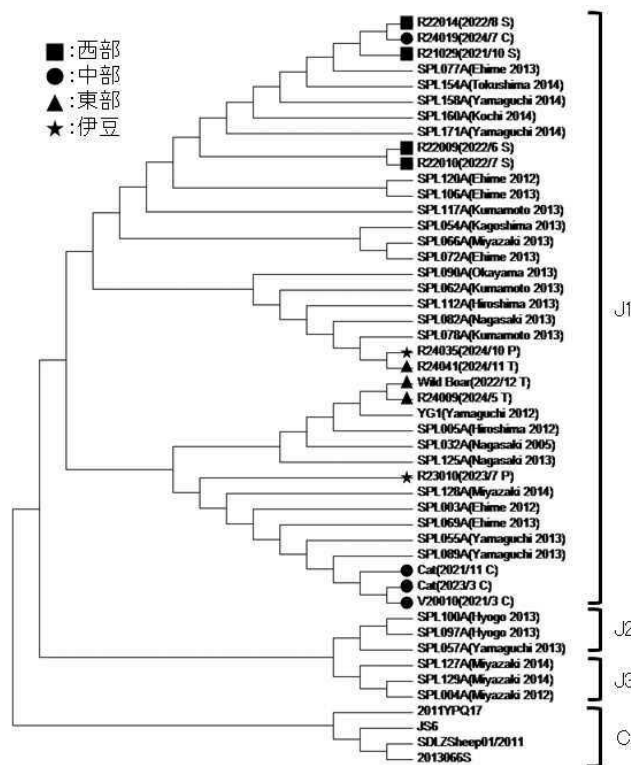 ■:西部
●:中部
▲:東部
★:伊豆
R22014(2022/8 S)
R24019(2024/7 C)
R21029(2021/10 S)
SPL077A(Ehime 2013)
SPL154A(Tokushima 2014)
SPL158A(Yamaguchi 2014)
SPL160A(Kochi 2014)
SPL171A(Yamaguchi 2014)
R22009(2022/6 S)
R22010(2022/7 S)
SPL120A(Ehime 2012)
SPL106A(Ehime 2013)
SPL117A(Kumamoto 2013)
SPL054A(Kagoshima 2013)
SPL066A(Miyazaki 2013)
SPL072A(Ehime 2013)
SPL090A(Okayama 2013)
SPL062A(Kumamoto 2013)
SPL112A(Hiroshima 2013)
SPL082A(Nagasaki 2013)
SPL078A(Kumamoto 2013)
R24035(2024/10 P)
R24041(2024/11 T)
Wild Boar(2022/12 T)
R24009(2024/5 T)
YG1(Yamaguchi 2012)
SPL005A(Hiroshima 2012)
SPL032A(Nagasaki 2005)
SPL125A(Nagasaki 2013)
R23010(2023/7 P)
SPL128A(Miyazaki 2014)
SPL003A(Ehime 2012)
SPL069A(Ehime 2013)
SPL055A(Yamaguchi 2013)
SPL089A(Yamaguchi 2013)
Cat(2021/11 C)
Cat(2023/3 C)
V20010(2021/3 C)
J1
SPL100A(Hyogo 2013)
SPL097A(Hyogo 2013)
SPL057A(Yamaguchi 2013)
J2
SPL127A(Miyazaki 2014)
SPL129A(Miyazaki 2014)
SPL004A(Miyazaki 2012)
J3
2011YPQ17
JS6
SDLZSheep01/2011
2013066S
C